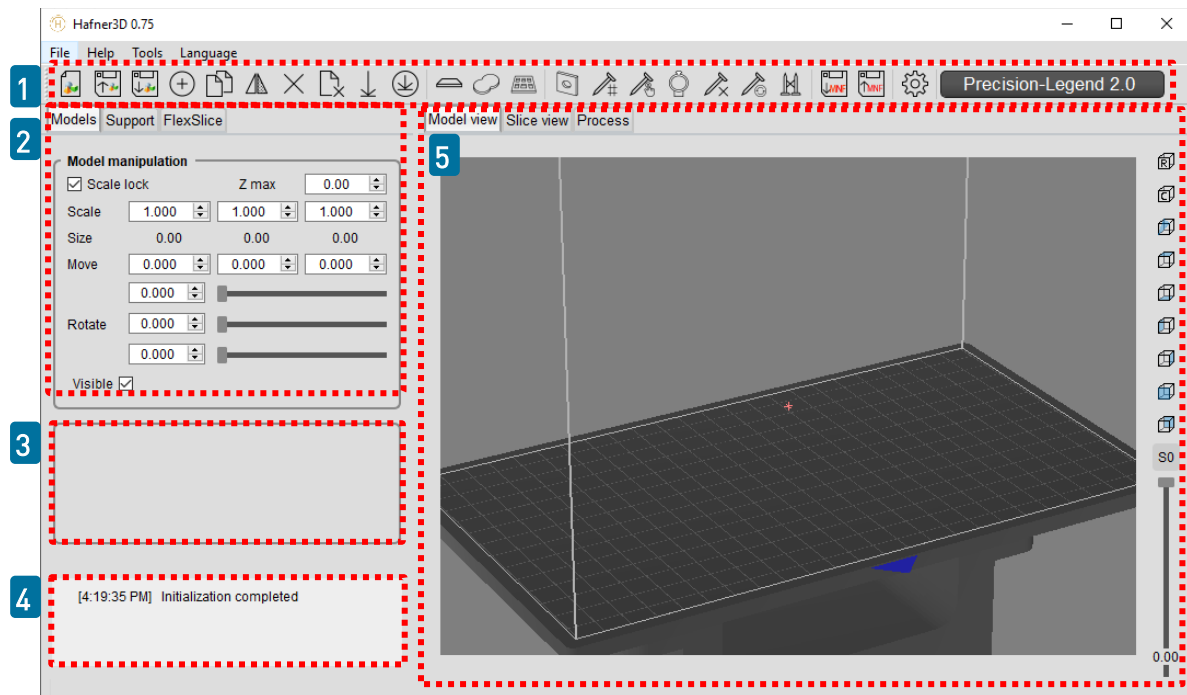 Hafner3D 0.75
File Help Tools Language
1
MNF MNF Precision-Legend 2.0
Models Support FlexSlice
Model view Slice view Process
2
5
Model manipulation
R
Scale lock Z max 0.00
C
Scale 1.000 1.000 1.000
Size 0.00 0.00 0.00
Move 0.000 0.000 0.000
0.000
Rotate 0.000
0.000
Visible
3
S0
4
[4:19:35 PM] Initialization completed
0.00